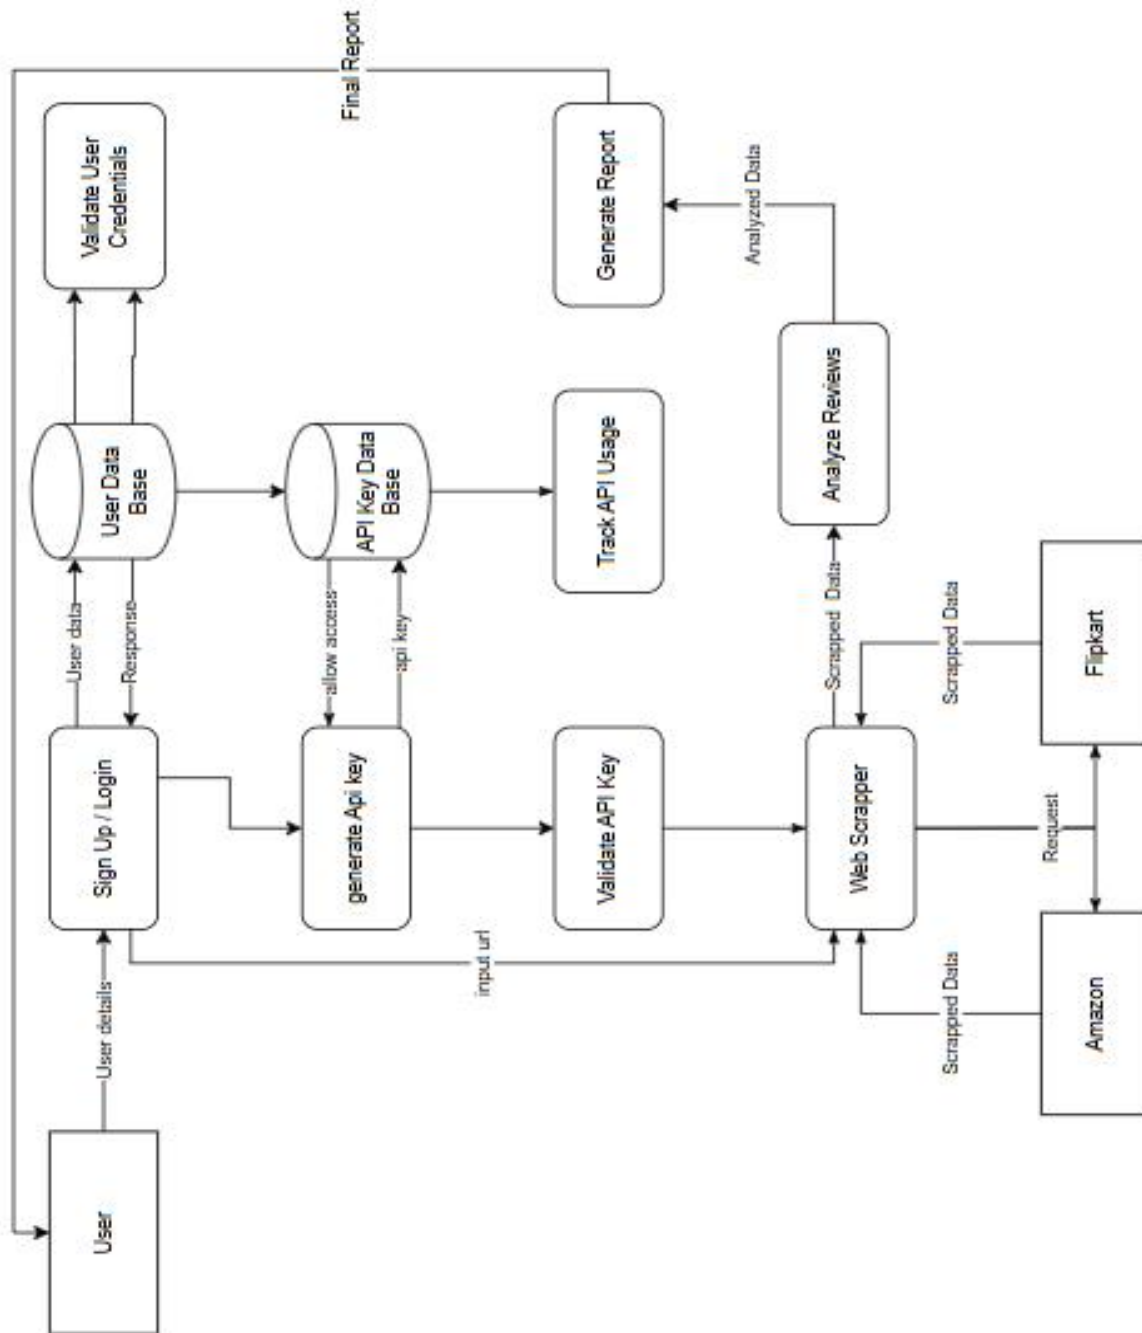 User
User details
Sign Up / Login
User data
Response
User Data
Base
Validate User
Credentials
Final Report
generate Api key
allow access
api key
API Key Data
Base
input url
Validate API Key
Track API Usage
Generate Report
Analyzed Data
Web Scrapper
Scrapped Data
Analyze Reviews
Scrapped Data
Request
Scrapped Data
Amazon
Flipkart